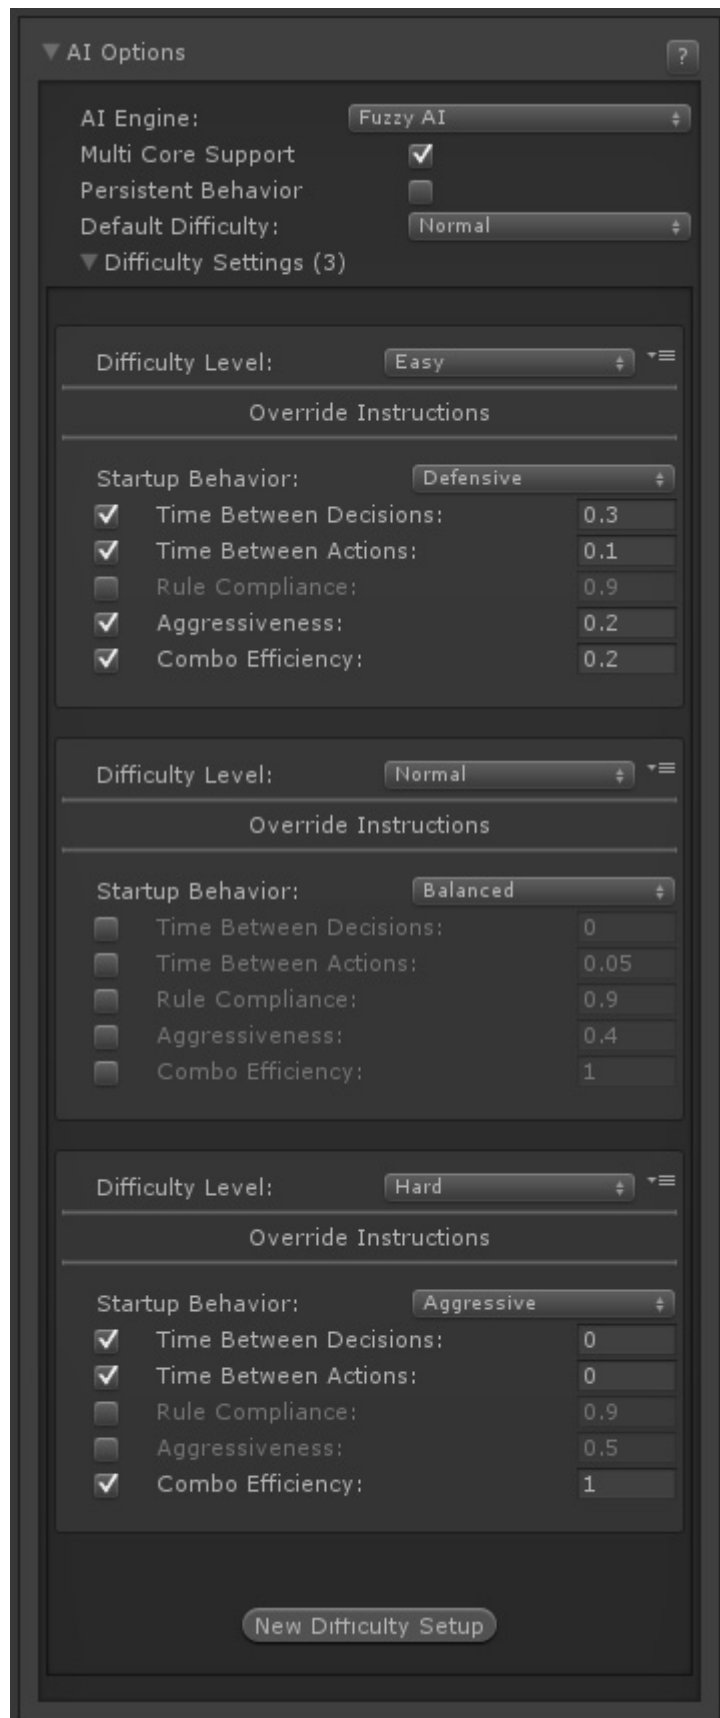 AI Options
?
AI Engine: Fuzzy AI
Multi Core Support
Persistent Behavior
Default Difficulty: Normal
Difficulty Settings (3)
Difficulty Level: Easy
Override Instructions
Startup Behavior: Defensive
Time Between Decisions: 0.3
Time Between Actions: 0.1
Rule Compliance: 0.9
Aggressiveness: 0.2
Combo Efficiency: 0.2
Difficulty Level: Normal
Override Instructions
Startup Behavior: Balanced
Time Between Decisions: 0
Time Between Actions: 0.05
Rule Compliance: 0.9
Aggressiveness: 0.4
Combo Efficiency: 1
Difficulty Level: Hard
Override Instructions
Startup Behavior: Aggressive
Time Between Decisions: 0
Time Between Actions: 0
Rule Compliance: 0.9
Aggressiveness: 0.5
Combo Efficiency: 1
New Difficulty Setup